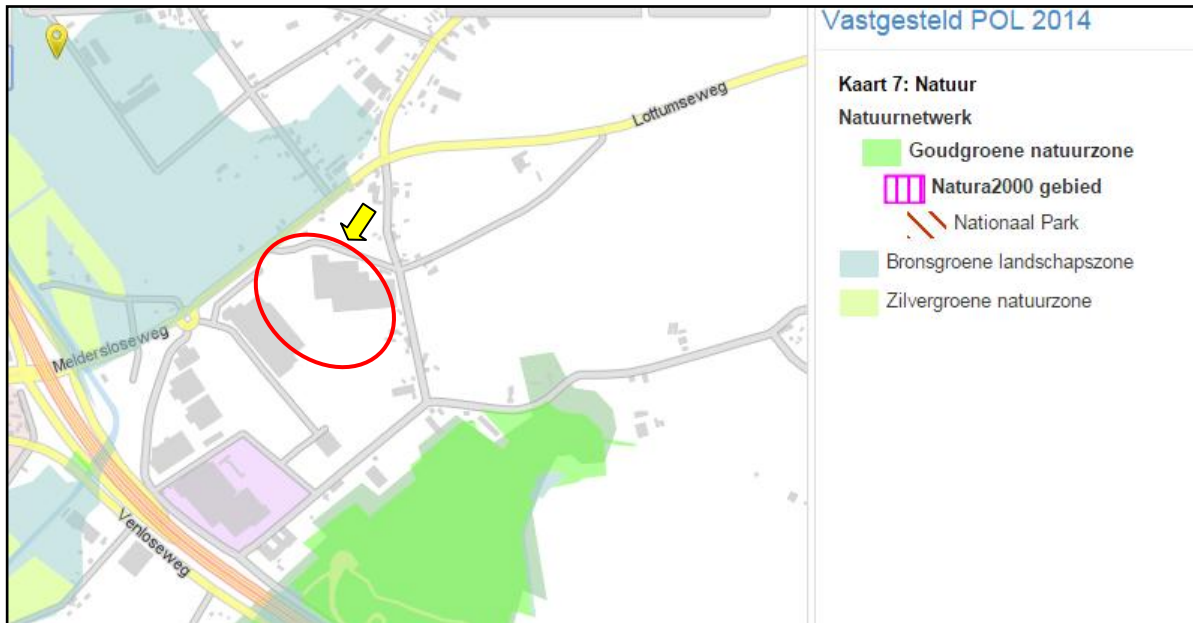 Vastgesteld POL 2014
Kaart 7: Natuur
Natuurnetwerk
Goudgroene natuurzone
Natura2000 gebied
Nationaal Park
Bronsgroene landschapszone
Zilvergroene natuurzone
Lottumseweg
Meldersloseweg
Venloseweg